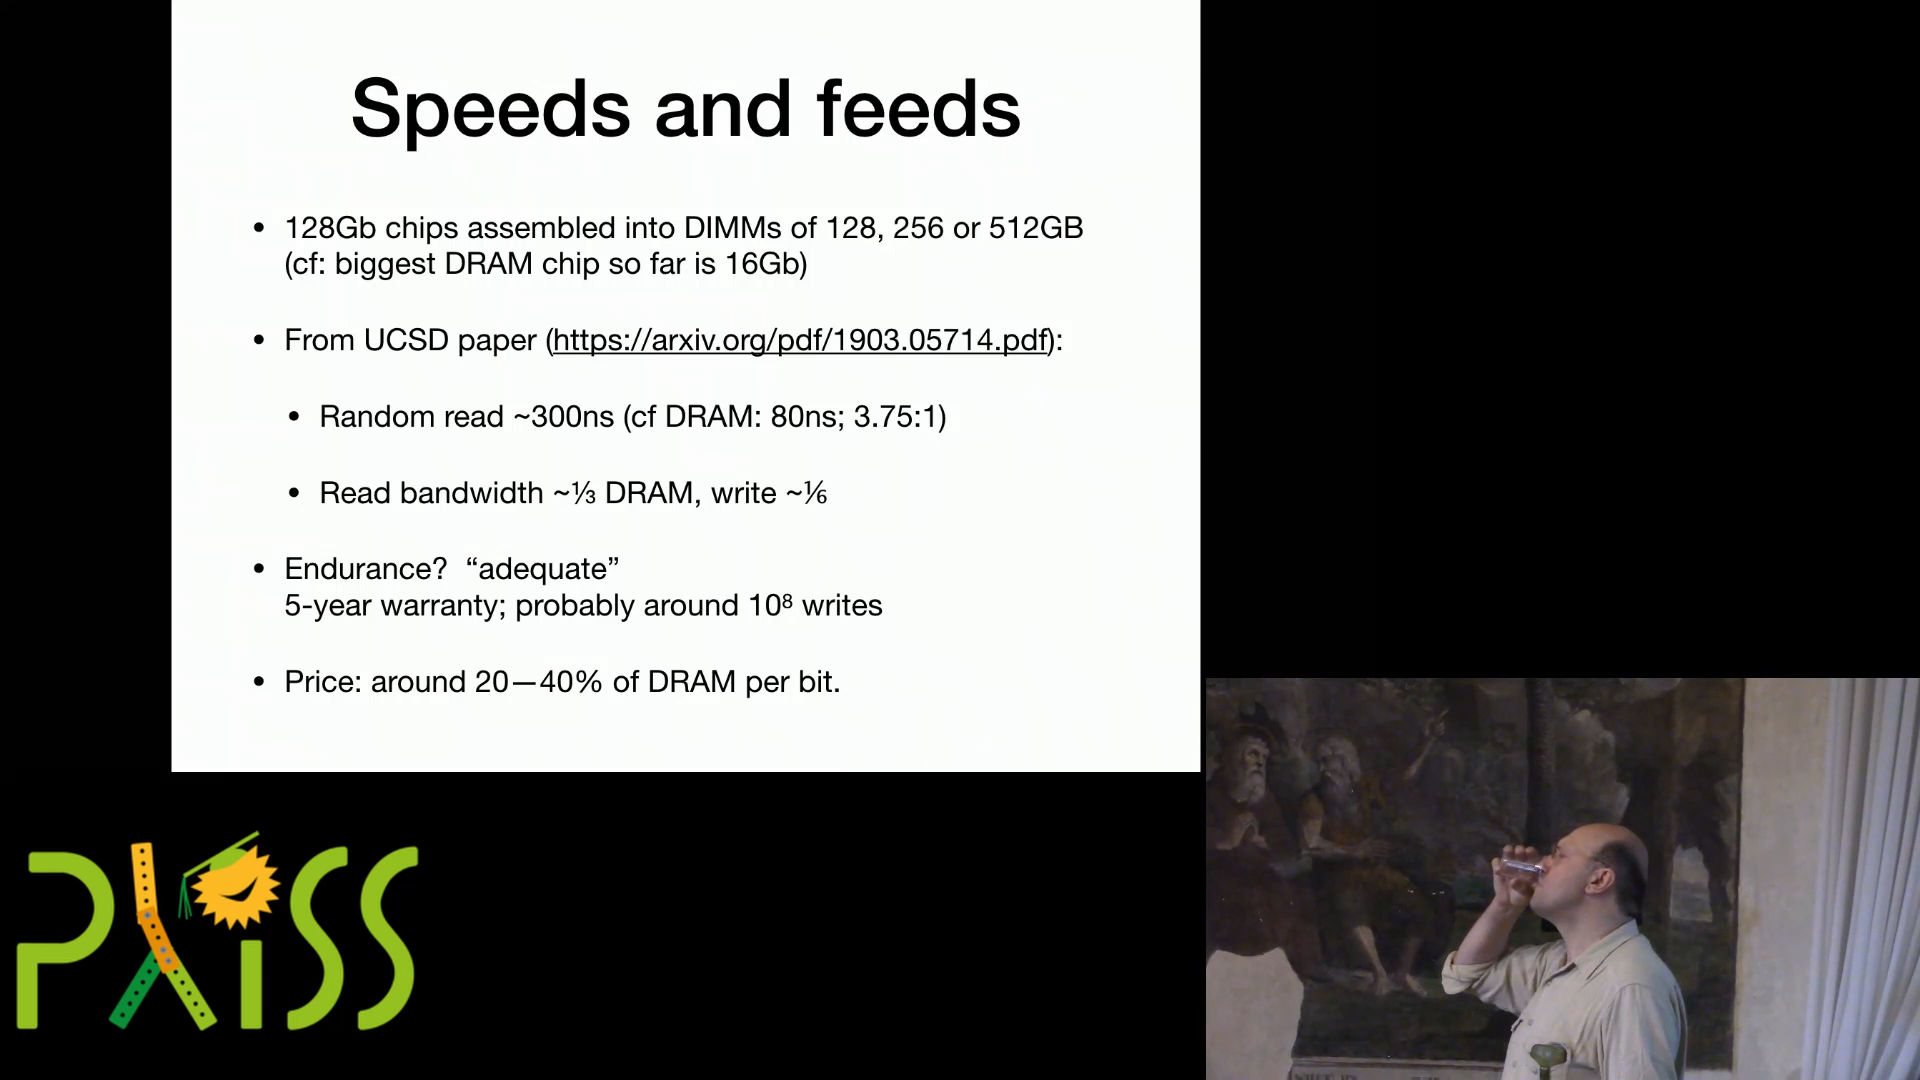 Speeds and feeds
• 128Gb chips assembled into DIMMs of 128, 256 or 512GB
(cf: biggest DRAM chip so far is 16Gb)
• From UCSD paper (https://arxiv.org/pdf/1903.05714.pdf):
• Random read ~300ns (cf DRAM: 80ns; 3.75:1)
• Read bandwidth ~⅓ DRAM, write ~⅙
• Endurance?  “adequate”
5-year warranty; probably around 10⁸ writes
• Price: around 20—40% of DRAM per bit.
PXiSS